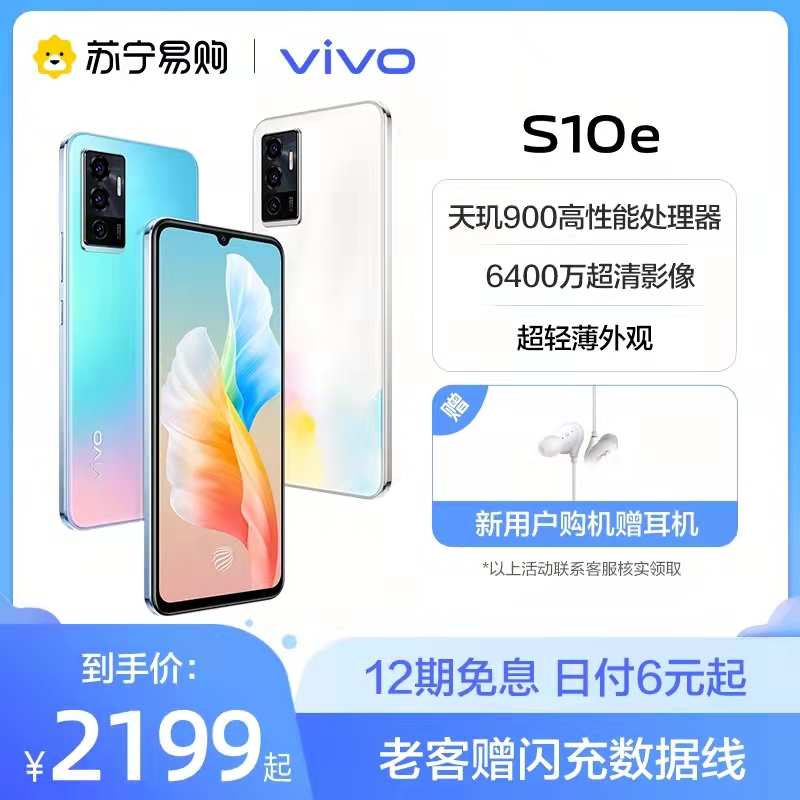 苏宁易购 | vivo
S10e
天玑900高性能处理器
6400万超清影像
超轻薄外观
vivo
赠
新用户购机赠耳机
*以上活动联系客服核实领取
到手价:
¥2199起
12期免息 日付6元起
老客赠闪充数据线